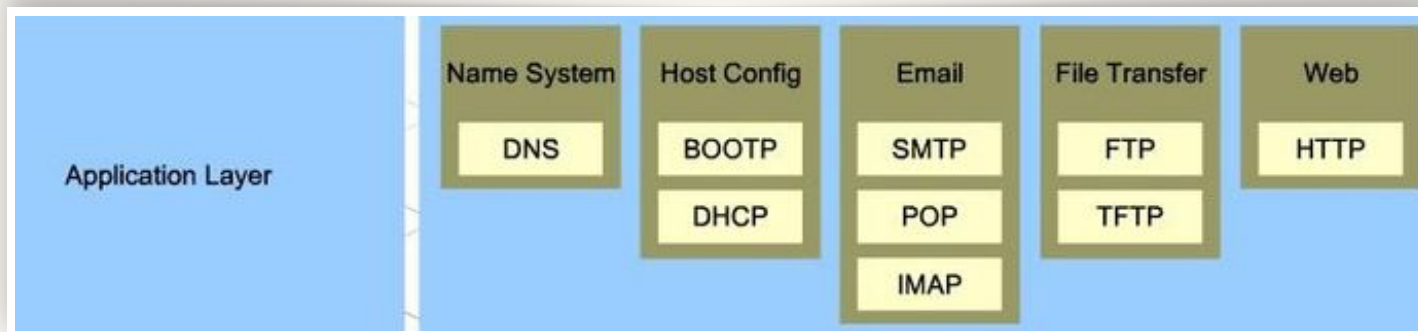 Application Layer
Name System
DNS
Host Config
BOOTP
DHCP
Email
SMTP
POP
IMAP
File Transfer
FTP
TFTP
Web
HTTP